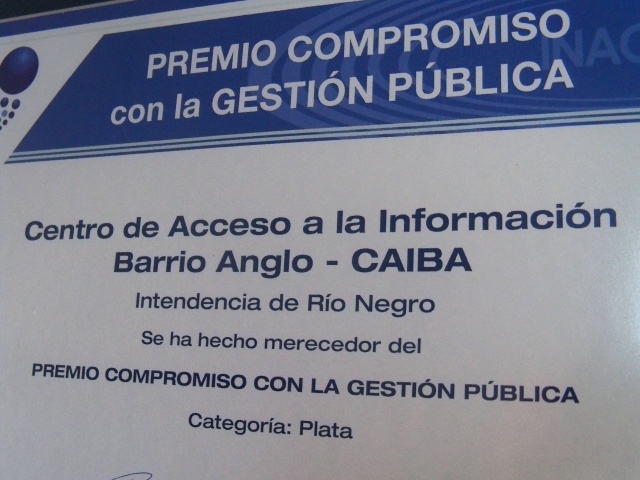 PREMIO COMPROMISO
con la GESTIÓN PÚBLICA
Centro de Acceso a la Información
Barrio Anglo - CAIBA
Intendencia de Río Negro
Se ha hecho merecedor del
PREMIO COMPROMISO CON LA GESTIÓN PÚBLICA
Categoría: Plata